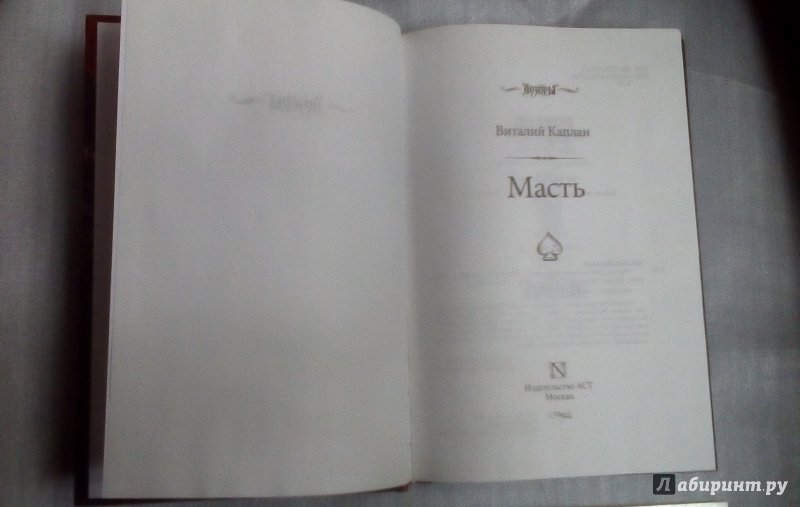 Дозоры
Виталий Каплан
Масть
N
Издательство АСТ
Москва
Лабиринт.ру